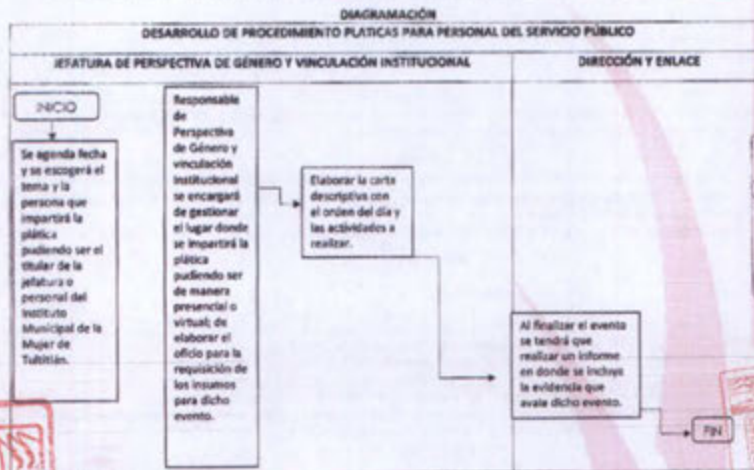 DIAGRAMACIÓN
DESARROLLO DE PROCEDIMIENTO PLATICAS PARA PERSONAL DEL SERVICIO PÚBLICO
JEFATURA DE PERSPECTIVA DE GÉNERO Y VINCULACIÓN INSTITUCIONAL
DIRECCIÓN Y ENLACE
INICIO
Se agenda fecha
y se escogerá el
tema y la
persona que
impartirá la
plática
pudiendo ser el
titular de la
jefatura o
personal del
Instituto
Municipal de la
Mujer de
Tultitlán.
Responsable
de
Perspectiva
de Género y
vinculación
Institucional
se encargará
de gestionar
el lugar donde
se impartirá la
plática
pudiendo ser
de manera
presencial o
virtual; de
elaborar el
oficio para la
requisición de
los insumos
para dicho
evento.
Elaborar la carta
descriptiva con
el orden del día y
las actividades a
realizar.
Al finalizar el evento
se tendrá que
realizar un informe
en donde se incluya
la evidencia que
avale dicho evento.
FIN